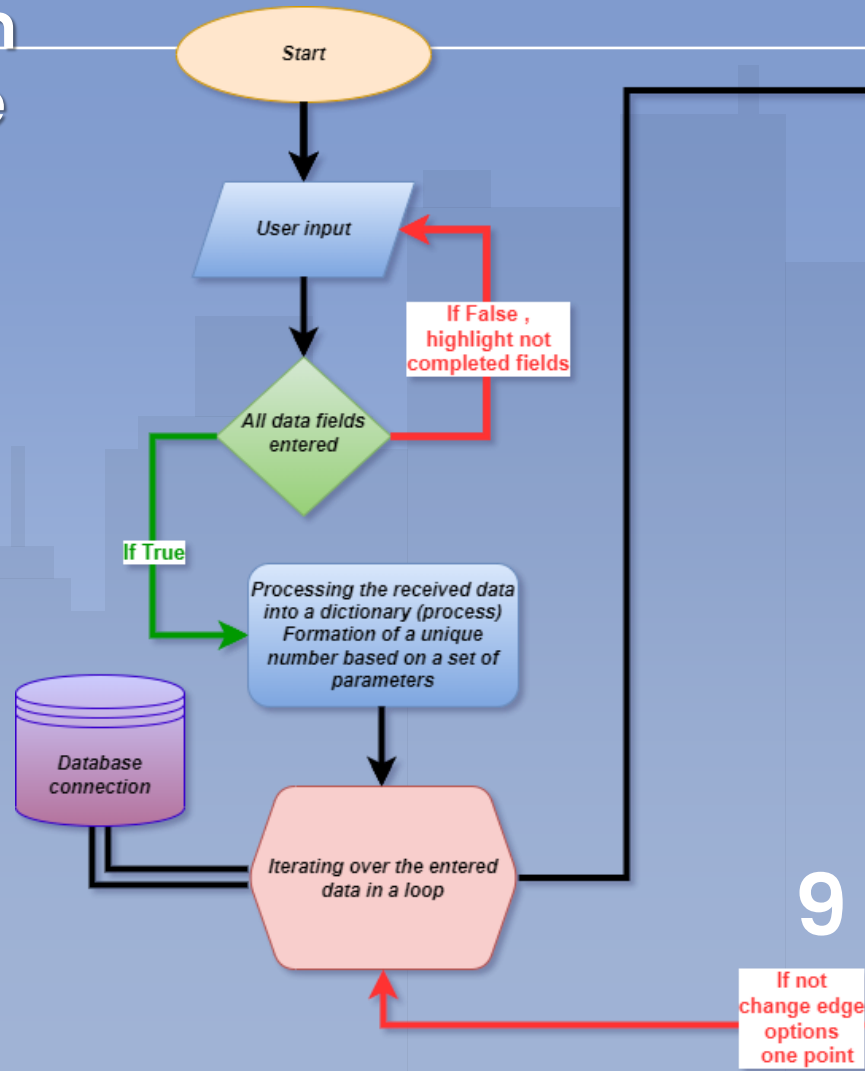 n
e
Start
User input
If False ,
highlight not
completed fields
All data fields
entered
If True
Processing the received data
into a dictionary (process)
Formation of a unique
number based on a set of
parameters
Database
connection
Iterating over the entered
data in a loop
9
If not
change edge
options
one point